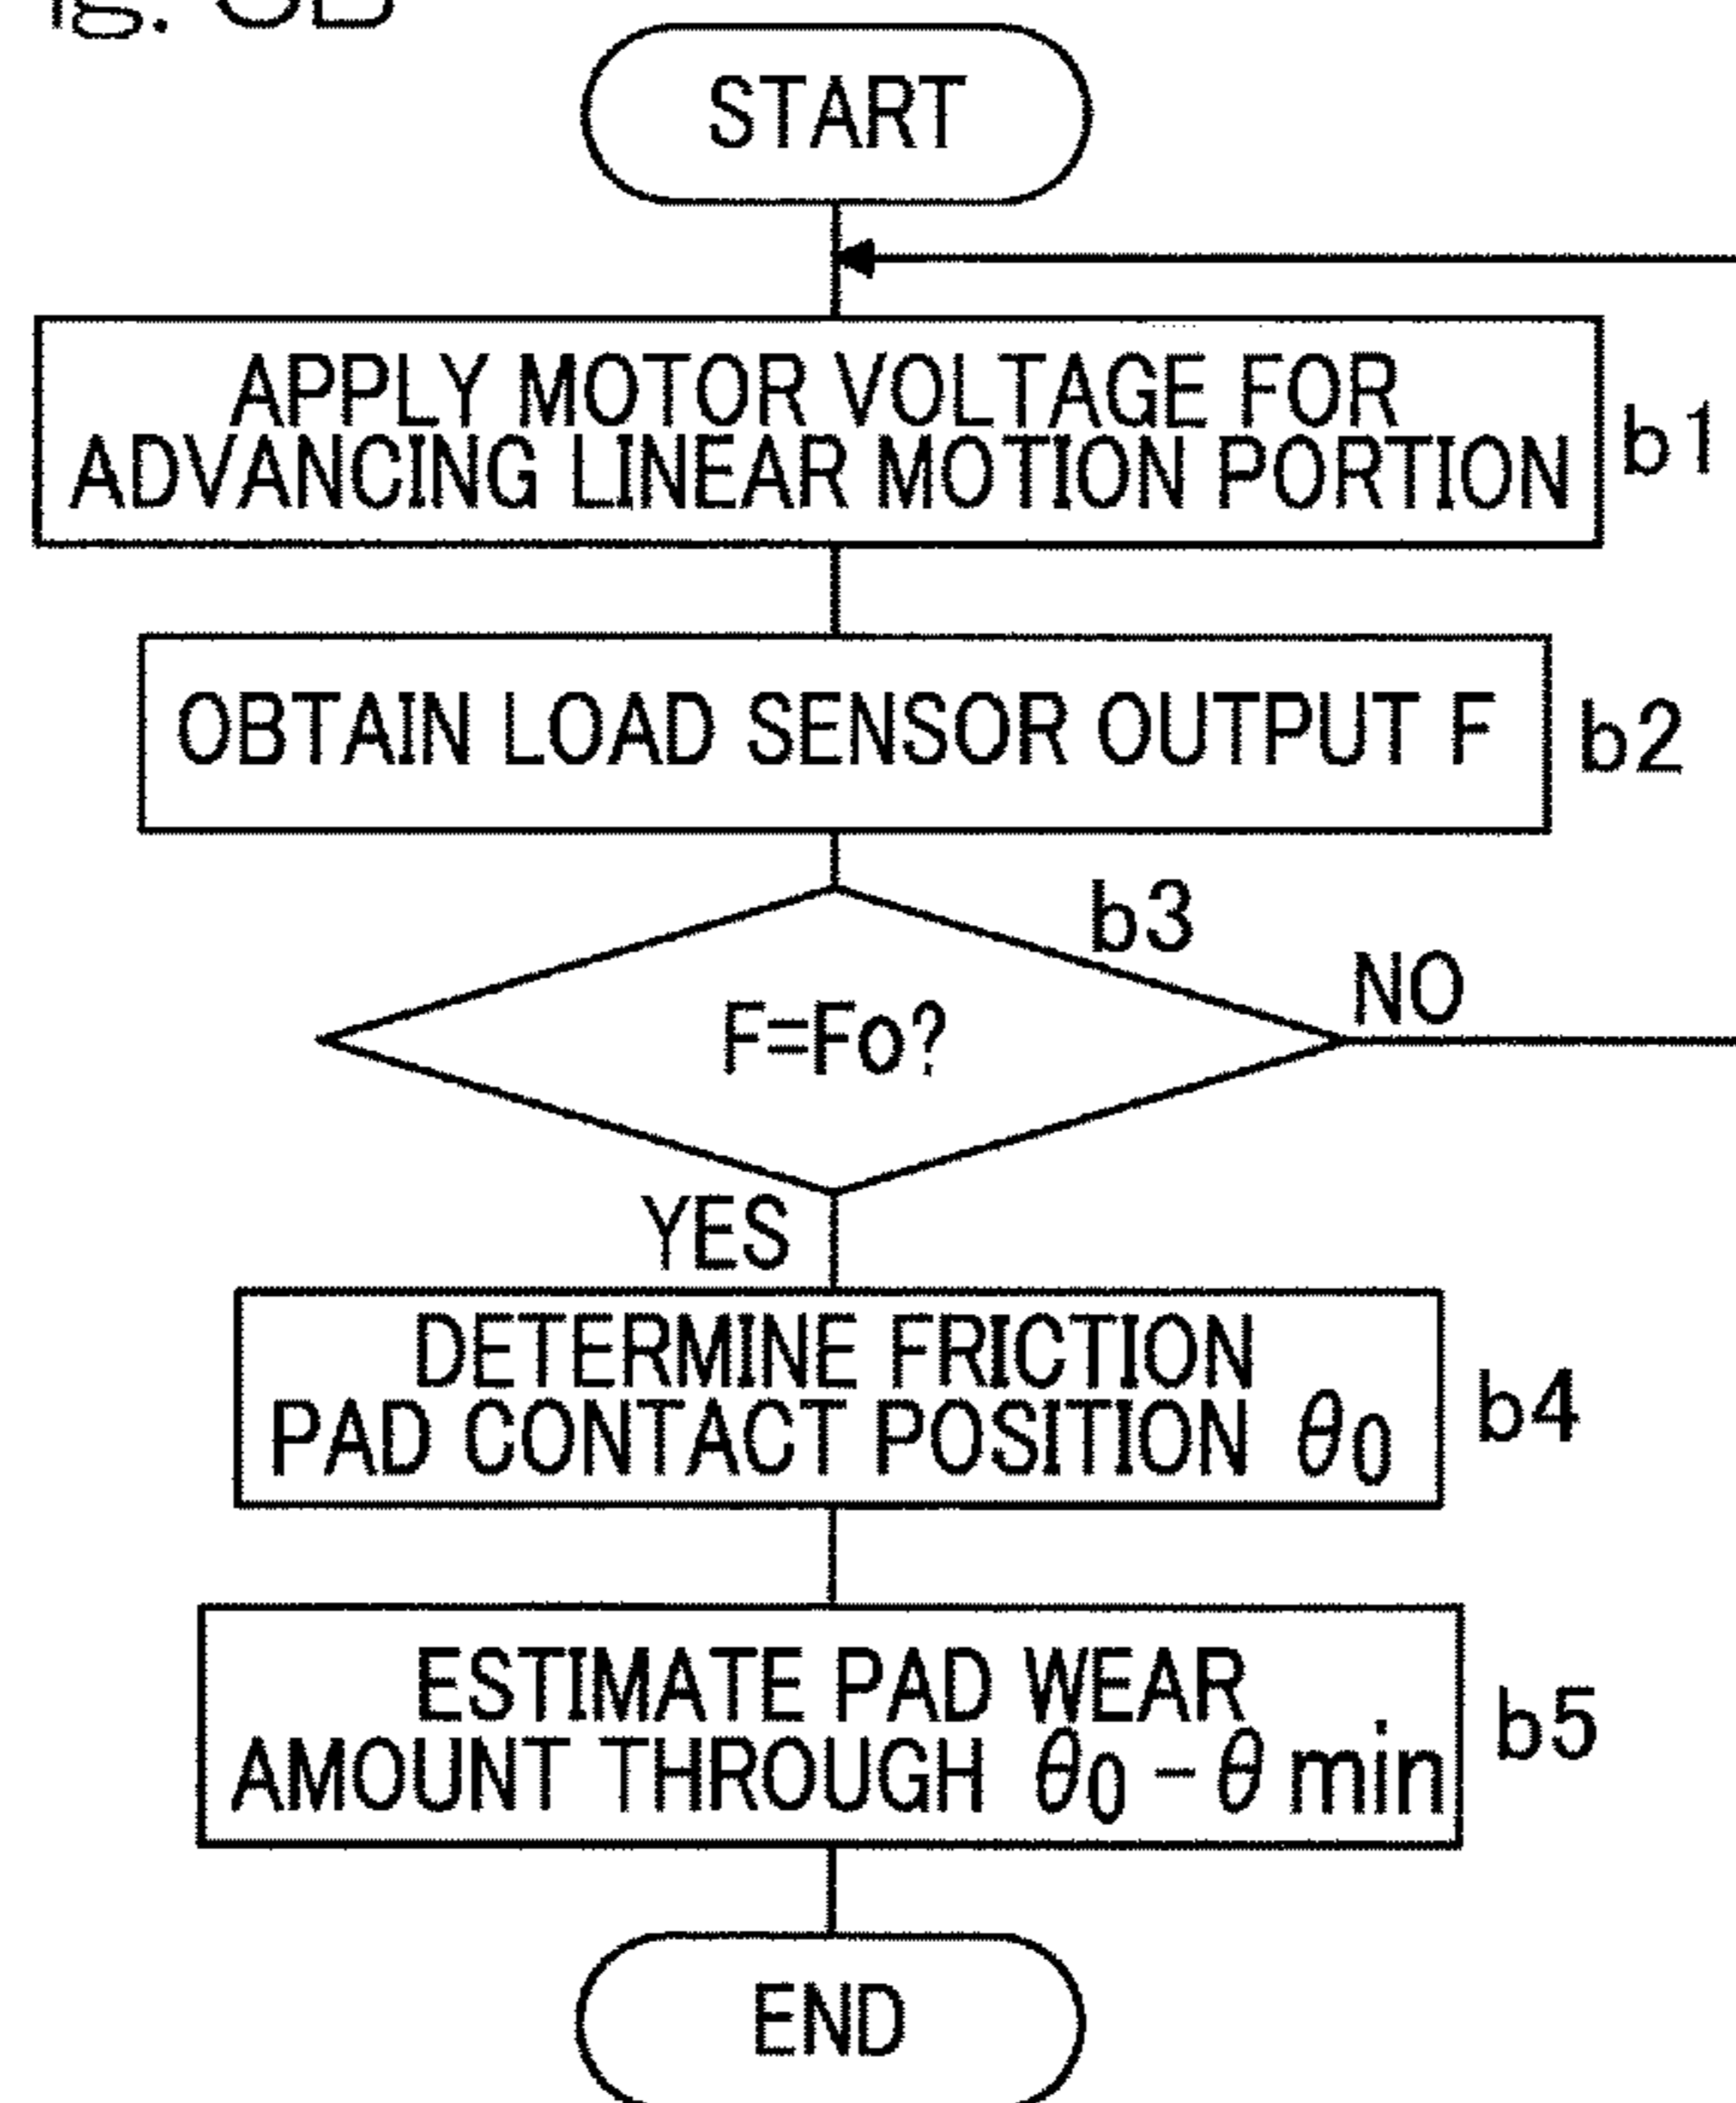 START
APPLY MOTOR VOLTAGE FOR
ADVANCING LINEAR MOTION PORTION
b1
OBTAIN LOAD SENSOR OUTPUT F
b2
b3
F=Fo?
NO
YES
DETERMINE FRICTION
PAD CONTACT POSITION θ0
b4
ESTIMATE PAD WEAR
AMOUNT THROUGH θ0 - θ min
b5
END